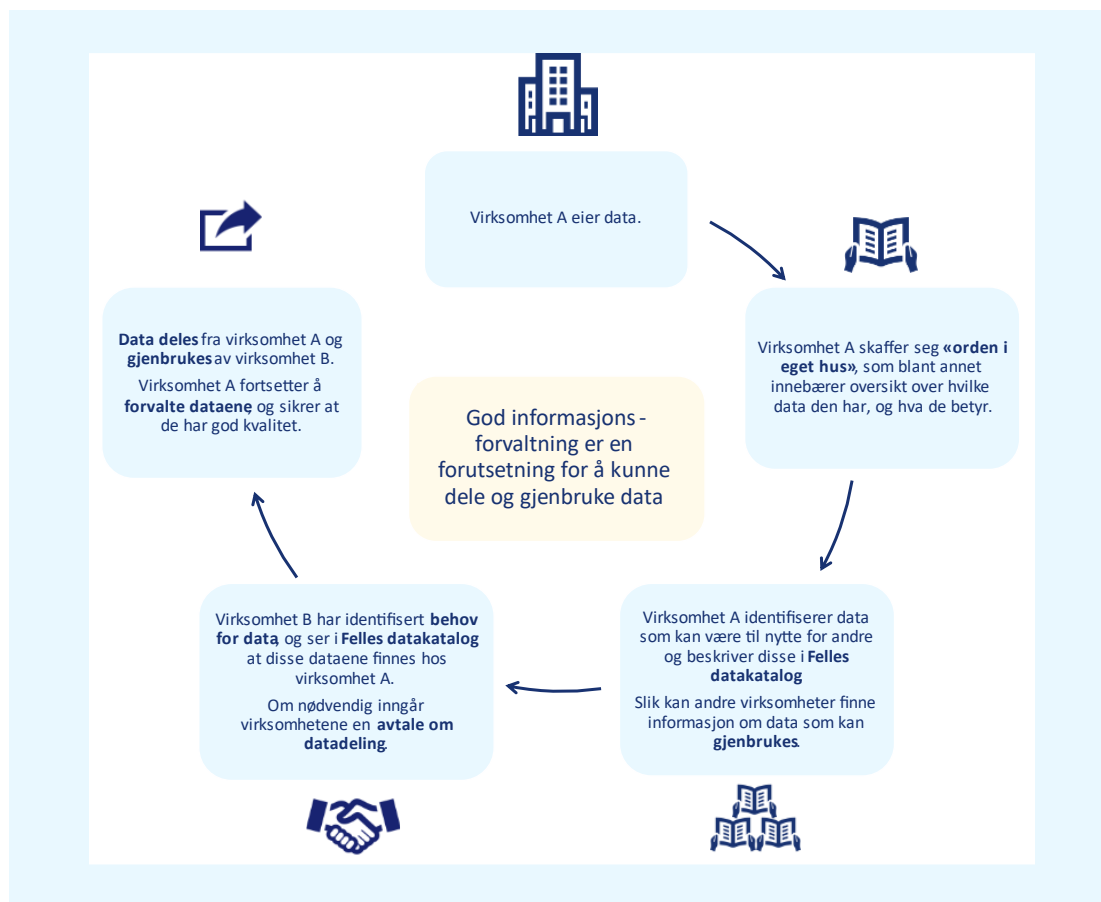 Virksomhet A eier data.
Virksomhet A skaffer seg «orden i
eget hus», som blant annet
innebærer oversikt over hvilke
data den har, og hva de betyr.
Virksomhet A identifiserer data
som kan være til nytte for andre
og beskriver disse i Felles
datakatalog
Slik kan andre virksomheter finne
informasjon om data som kan
gjenbrukes.
Virksomhet B har identifisert behov
for data, og ser i Felles datakatalog
at disse dataene finnes hos
virksomhet A.
Om nødvendig inngår
virksomhetene en avtale om
datadeling.
Data deles fra virksomhet A og
gjenbrukes av virksomhet B.
Virksomhet A fortsetter å
forvalte dataene, og sikrer at
de har god kvalitet.
God informasjons-
forvaltning er en
forutsetning for å kunne
dele og gjenbruke data